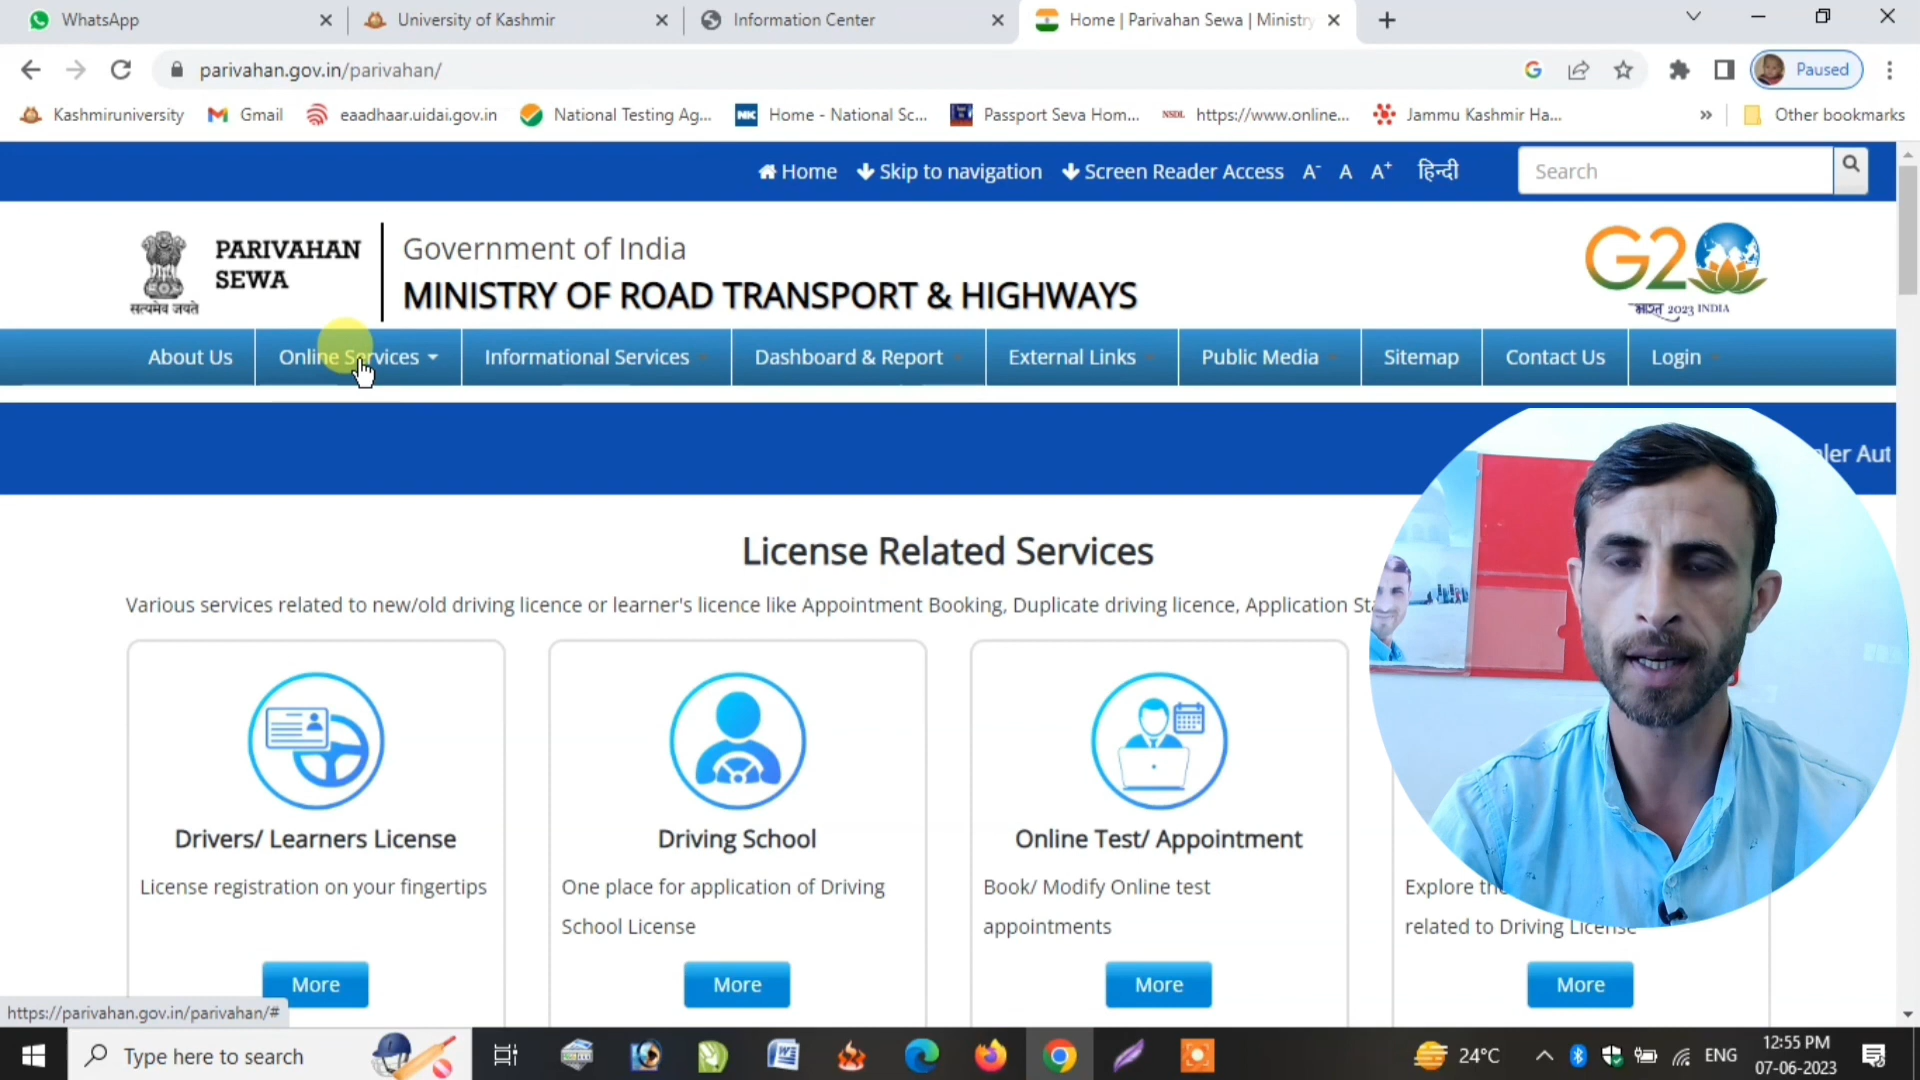 WhatsApp
University of Kashmir
Information Center
Home | Parivahan Sewa | Ministry
parivahan.gov.in/parivahan/
Paused
Kashmiruniversity
Gmail
eaadhaar.uidai.gov.in
National Testing Ag...
NK
Home - National Sc...
Passport Seva Hom...
NSDL
https://www.online...
Jammu Kashmir Ha...
Other bookmarks
Home
Skip to navigation
Screen Reader Access
A-
A
A+
हिन्दी
Search
सत्यमेव जयते
PARIVAHAN
SEWA
Government of India
MINISTRY OF ROAD TRANSPORT & HIGHWAYS
G20
भारत 2023 INDIA
About Us
Online Services
Informational Services
Dashboard & Report
External Links
Public Media
Sitemap
Contact Us
Login
Aut
License Related Services
Various services related to new/old driving licence or learner's licence like Appointment Booking, Duplicate driving licence, Application
Drivers/ Learners License
License registration on your fingertips
More
Driving School
One place for application of Driving
School License
More
Online Test/ Appointment
Book/ Modify Online test
appointments
More
Explore
related to Driving License
More
https://parivahan.gov.in/parivahan/#
Type here to search
24°C
ENG
12:55 PM
07-06-2023